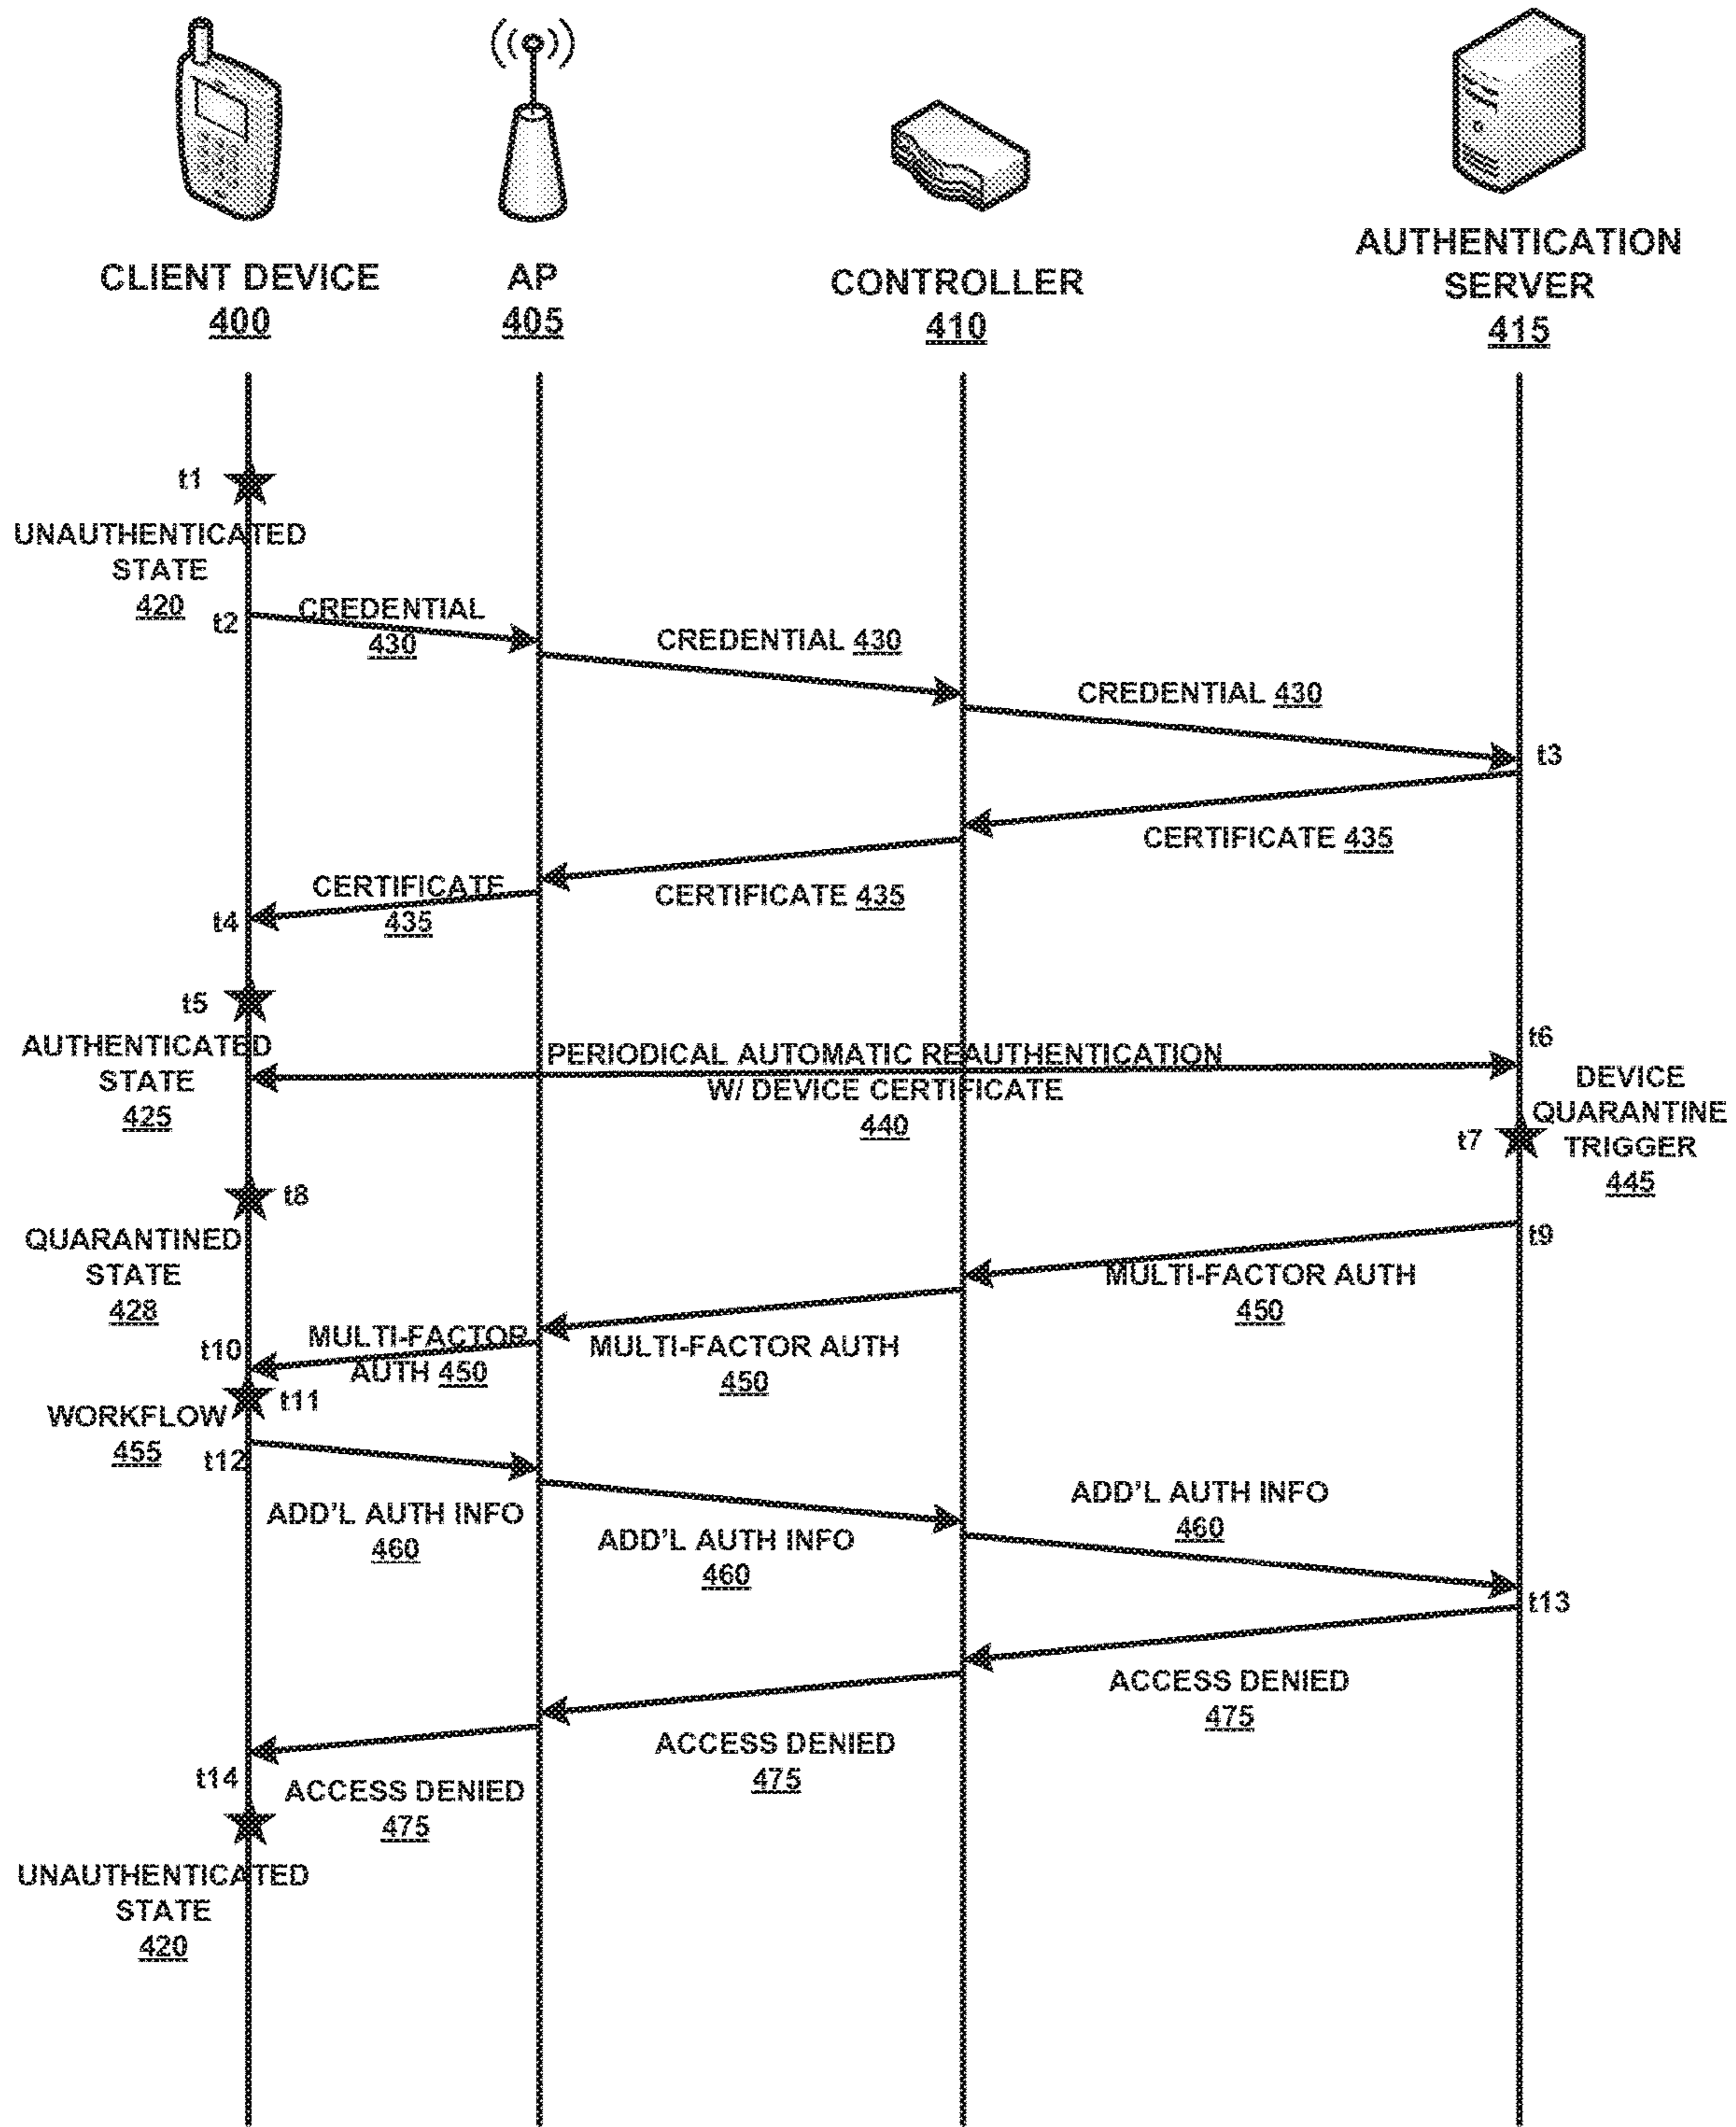 CLIENT DEVICE
400
AP
405
CONTROLLER
410
AUTHENTICATION
SERVER
415
t1
UNAUTHENTICATED
STATE
420
t2
CREDENTIAL
430
CREDENTIAL 430
CREDENTIAL 430
t3
CERTIFICATE 435
CERTIFICATE 435
CERTIFICATE
435
t4
t5
AUTHENTICATED
STATE
425
t6
PERIODICAL AUTOMATIC REAUTHENTICATION
W/ DEVICE CERTIFICATE
440
t7
DEVICE
QUARANTINE
TRIGGER
445
t8
QUARANTINED
STATE
428
t9
MULTI-FACTOR AUTH
450
MULTI-FACTOR AUTH
450
MULTI-FACTOR
AUTH 450
t10
t11
WORKFLOW
455
t12
ADD'L AUTH INFO
460
ADD'L AUTH INFO
460
ADD'L AUTH INFO
460
t13
ACCESS DENIED
475
ACCESS DENIED
475
ACCESS DENIED
475
t14
UNAUTHENTICATED
STATE
420